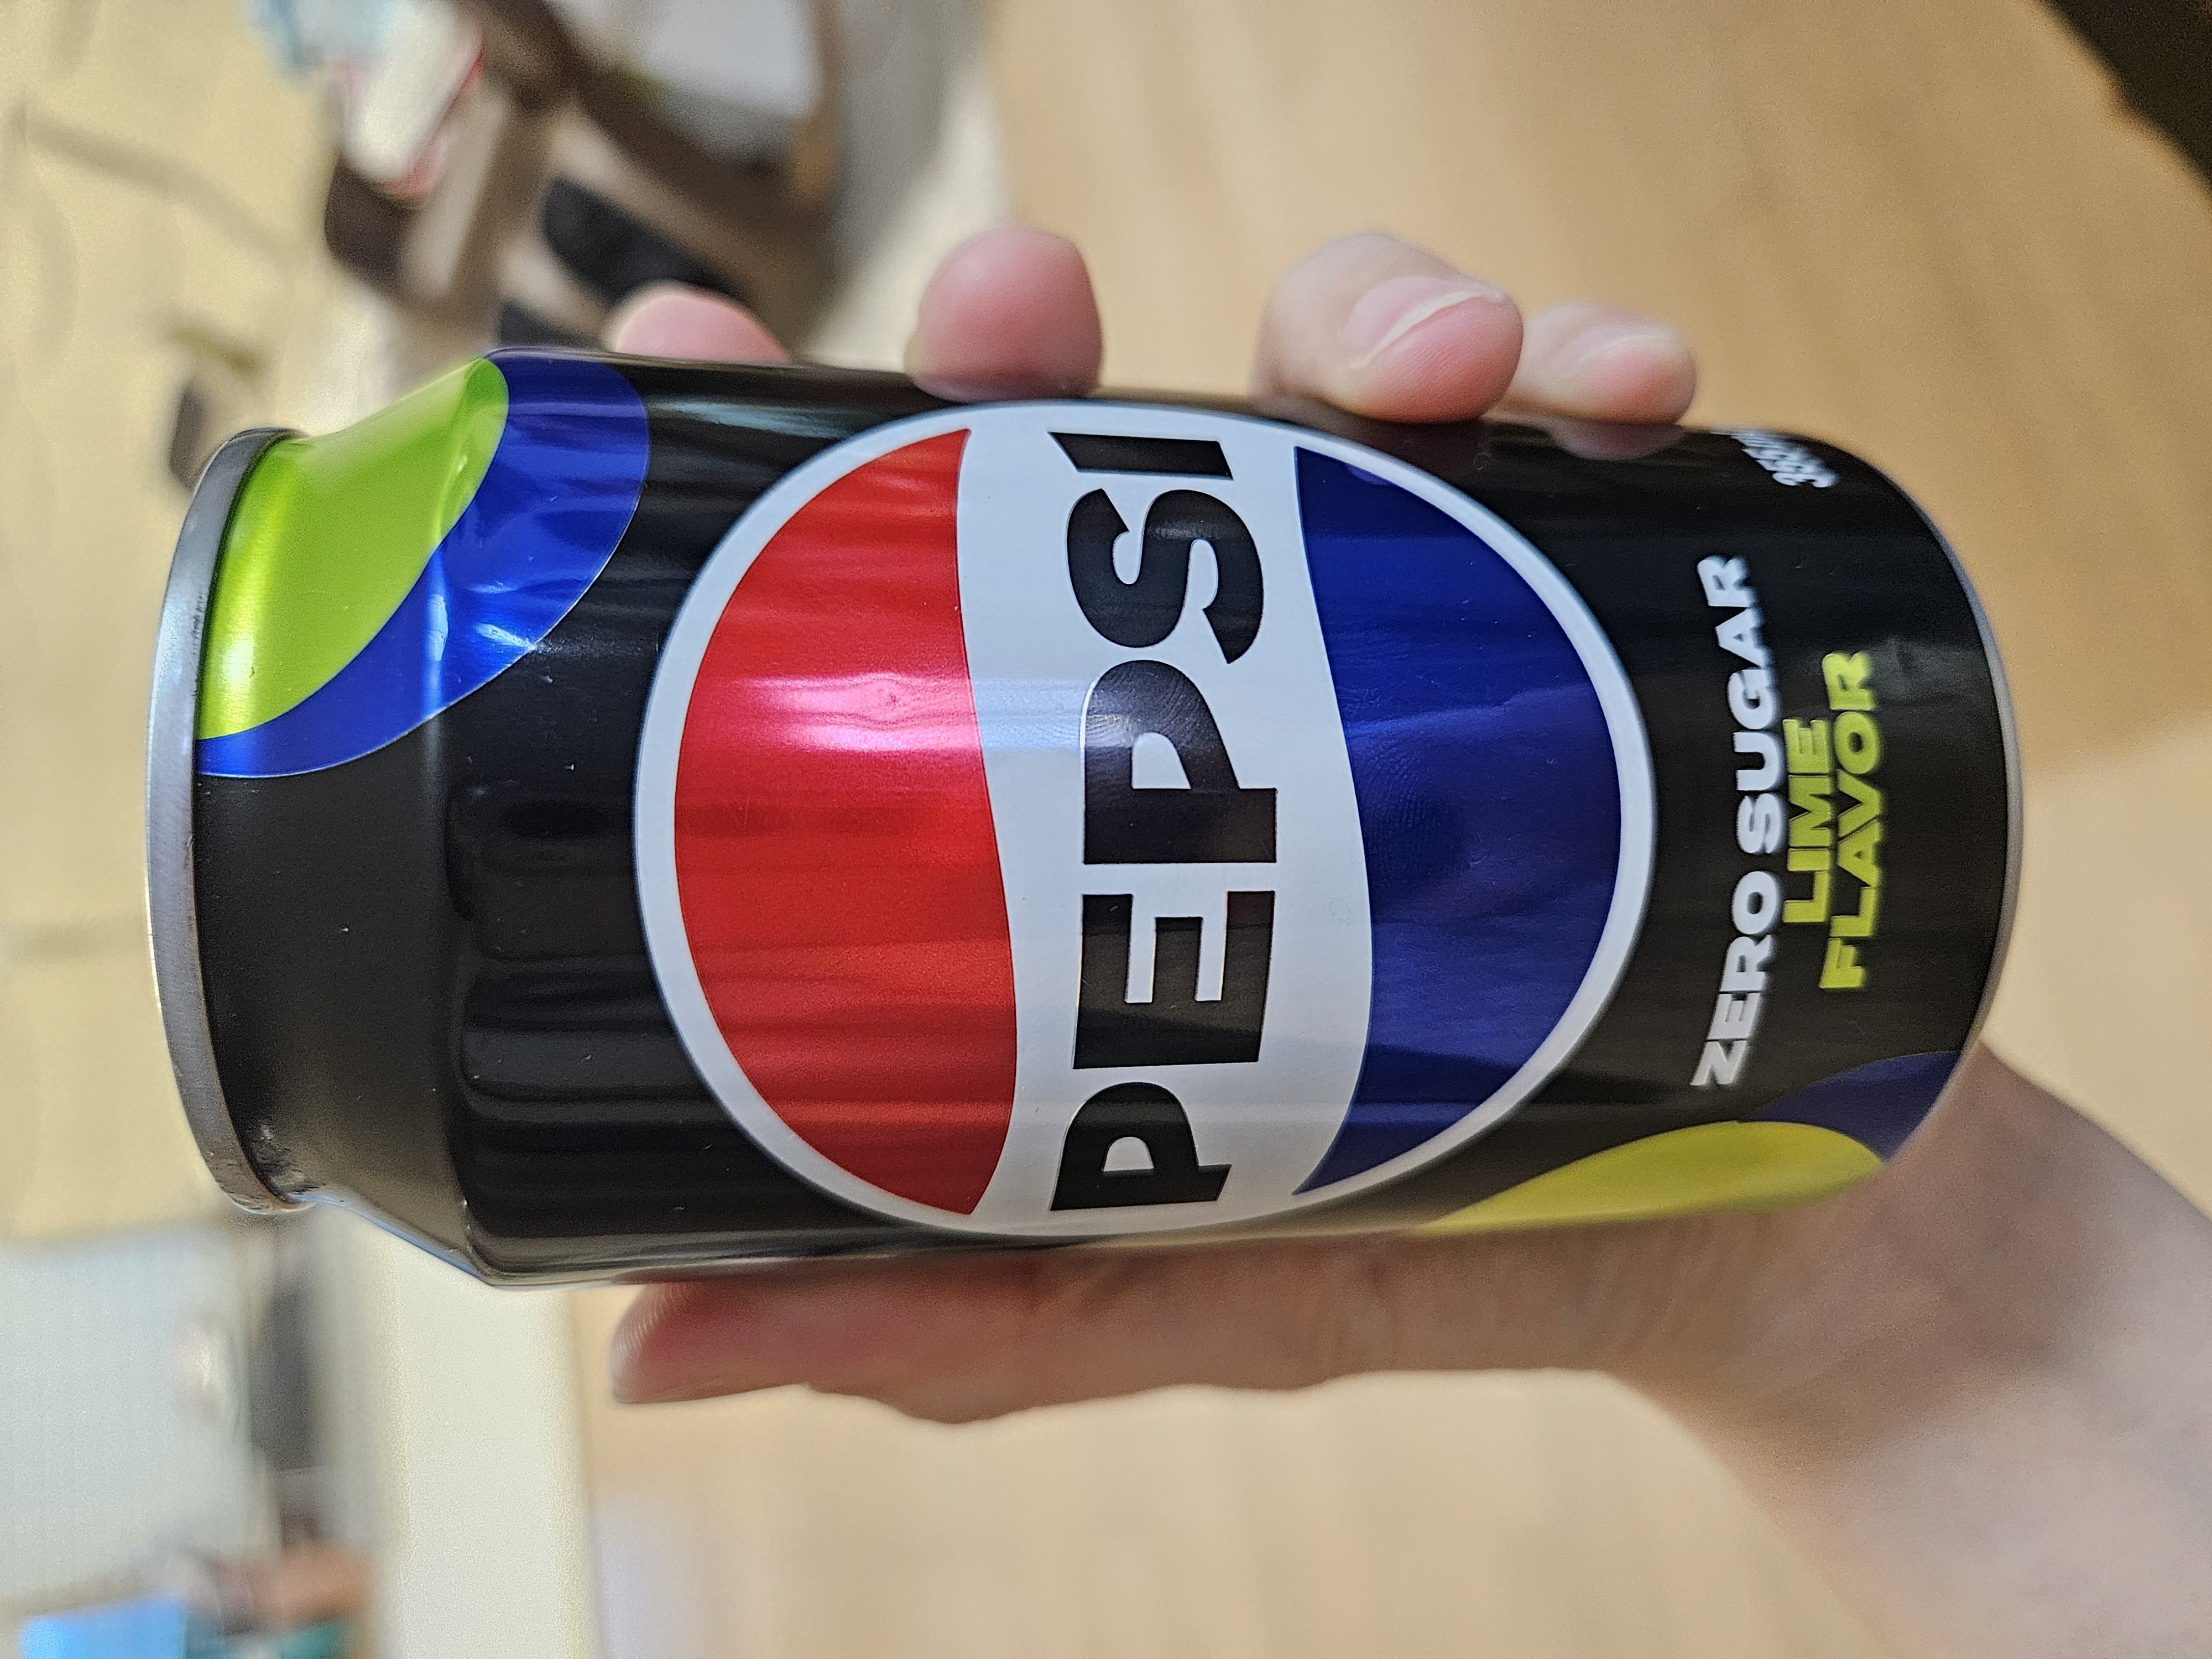 PEPSI
ZERO SUGAR
LIME
FLAVOR